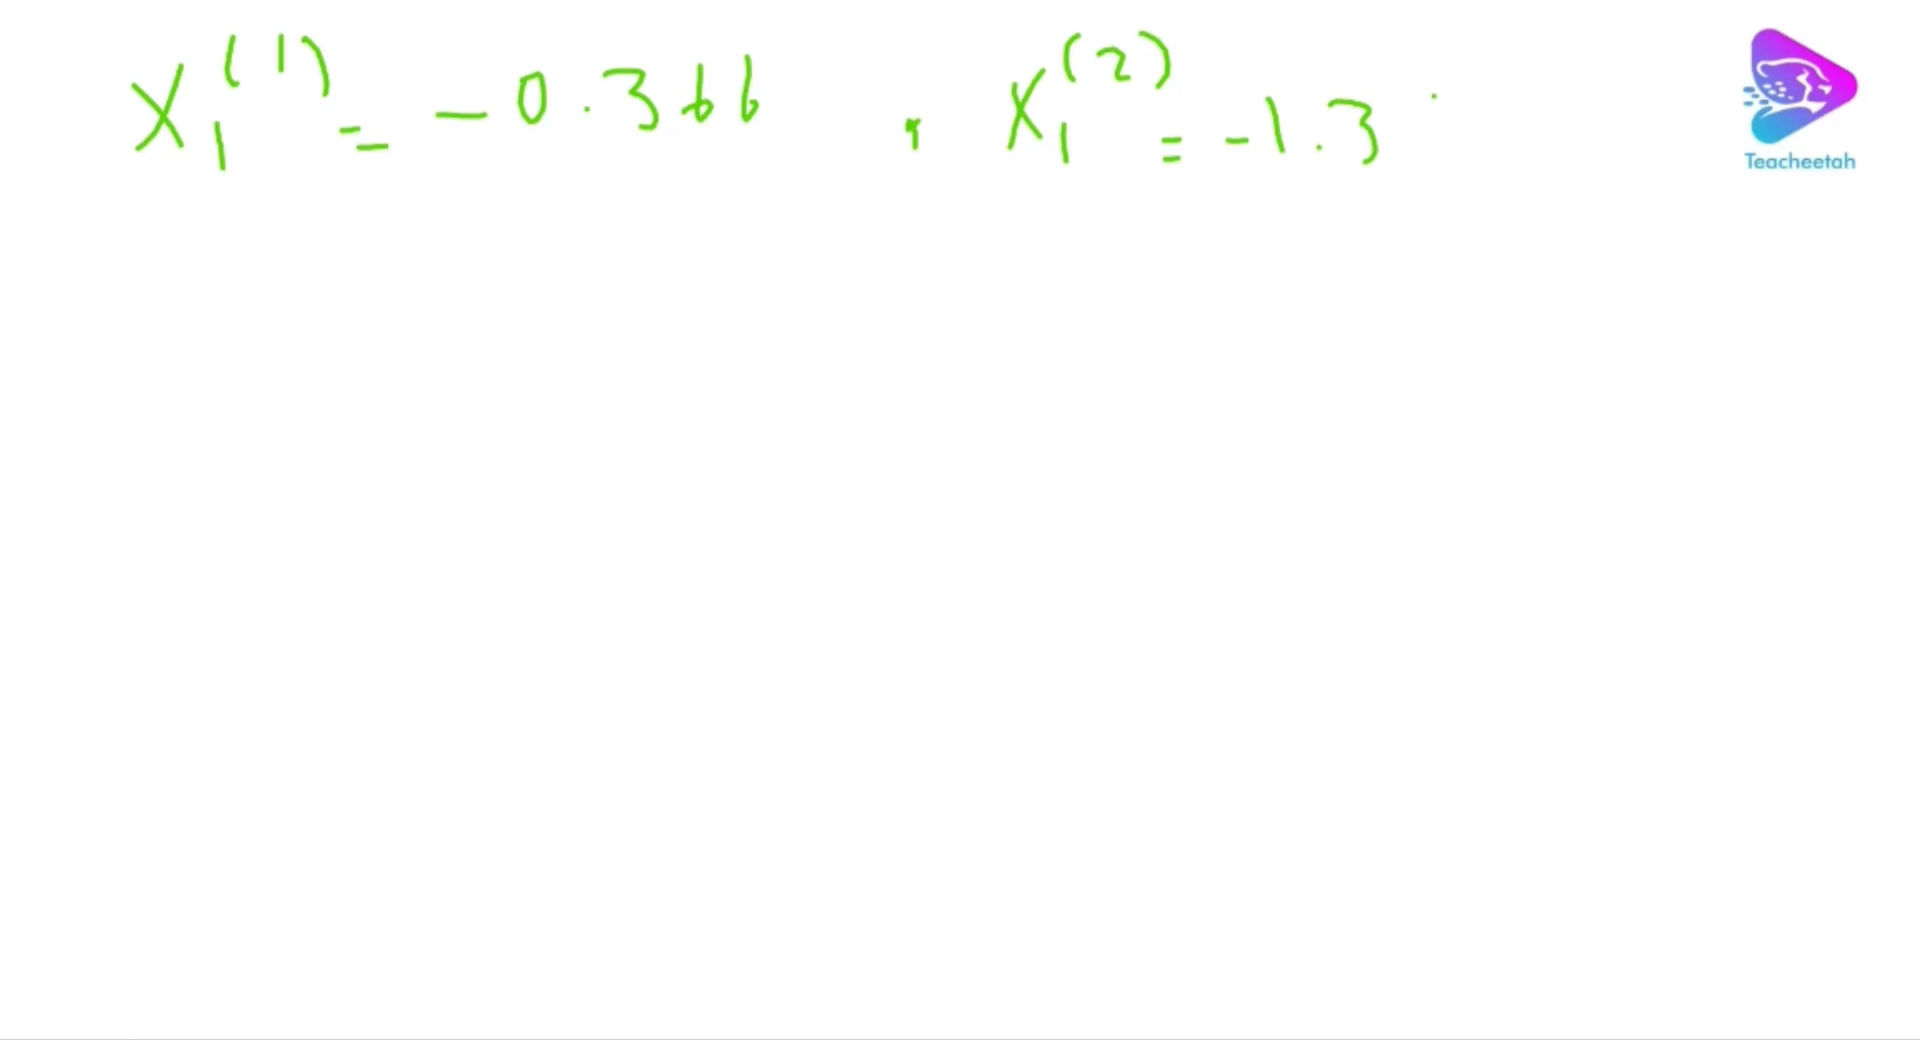 X₁⁽¹⁾ = -0.366 , X₁⁽²⁾ = -1.3
Teacheetah